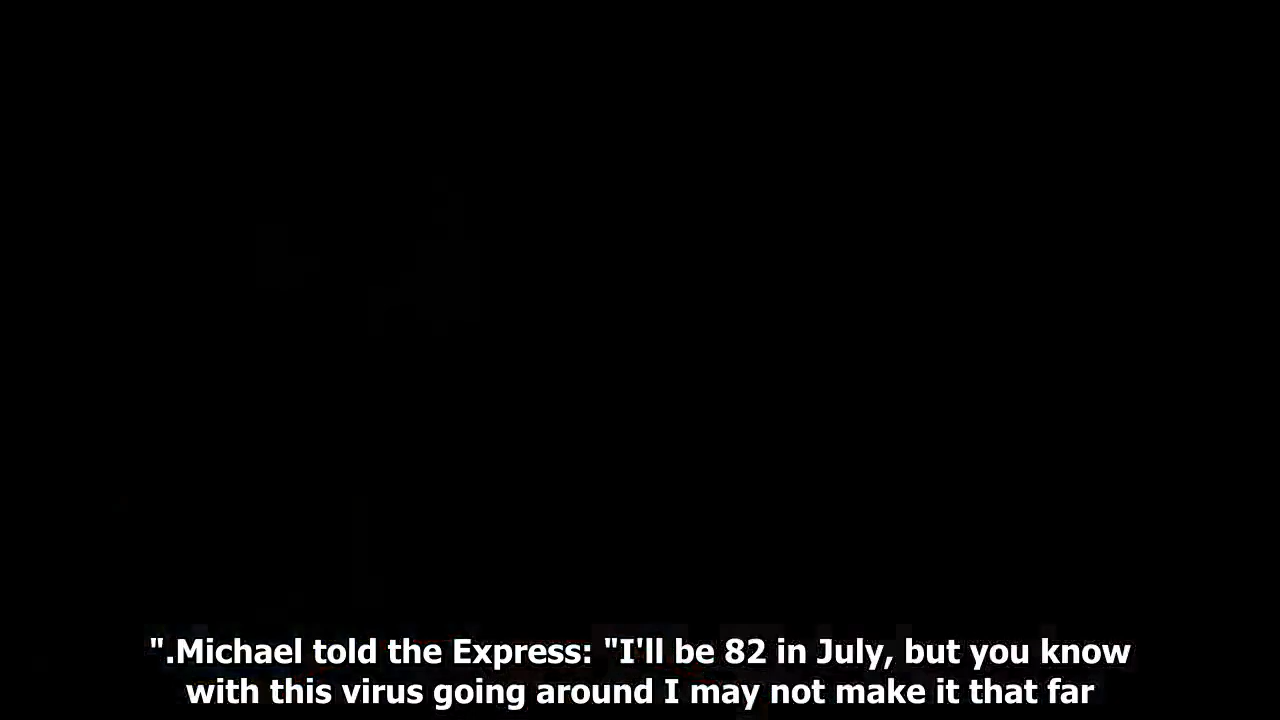 ".Michael told the Express: "I'll be 82 in July, but you know
with this virus going around I may not make it that far